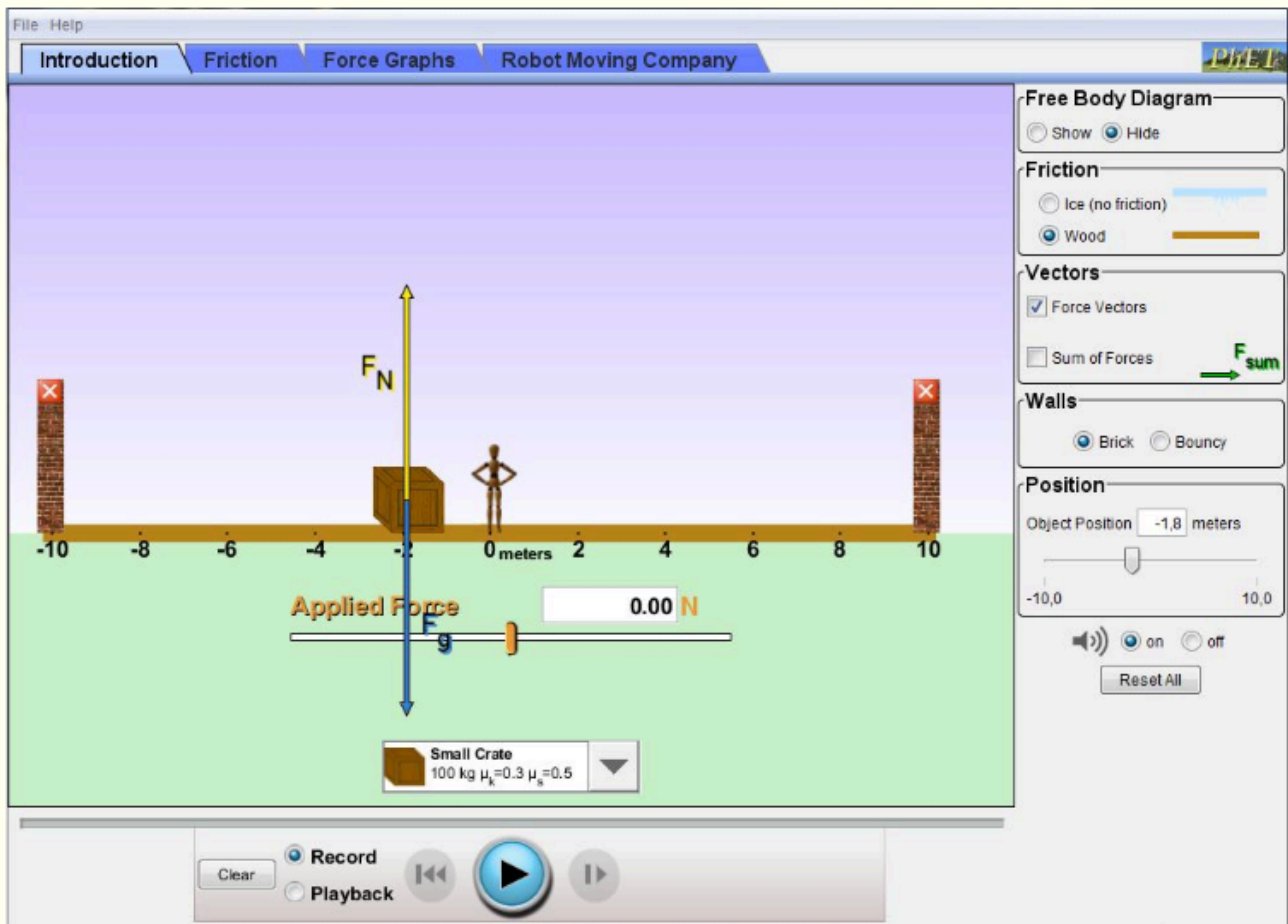 File Help
Introduction Friction Force Graphs Robot Moving Company
PhET
Free Body Diagram
Show Hide
Friction
Ice (no friction)
Wood
Vectors
Force Vectors
Sum of Forces
F sum
Walls
Brick Bouncy
Position
Object Position -1,8 meters
-10,0 10,0
on off
Reset All
F N
-10 -8 -6 -4 -2 0 meters 2 4 6 8 10
Applied Force 0.00 N
F g
Small Crate
100 kg μk=0.3 μs=0.5
Clear
Record
Playback